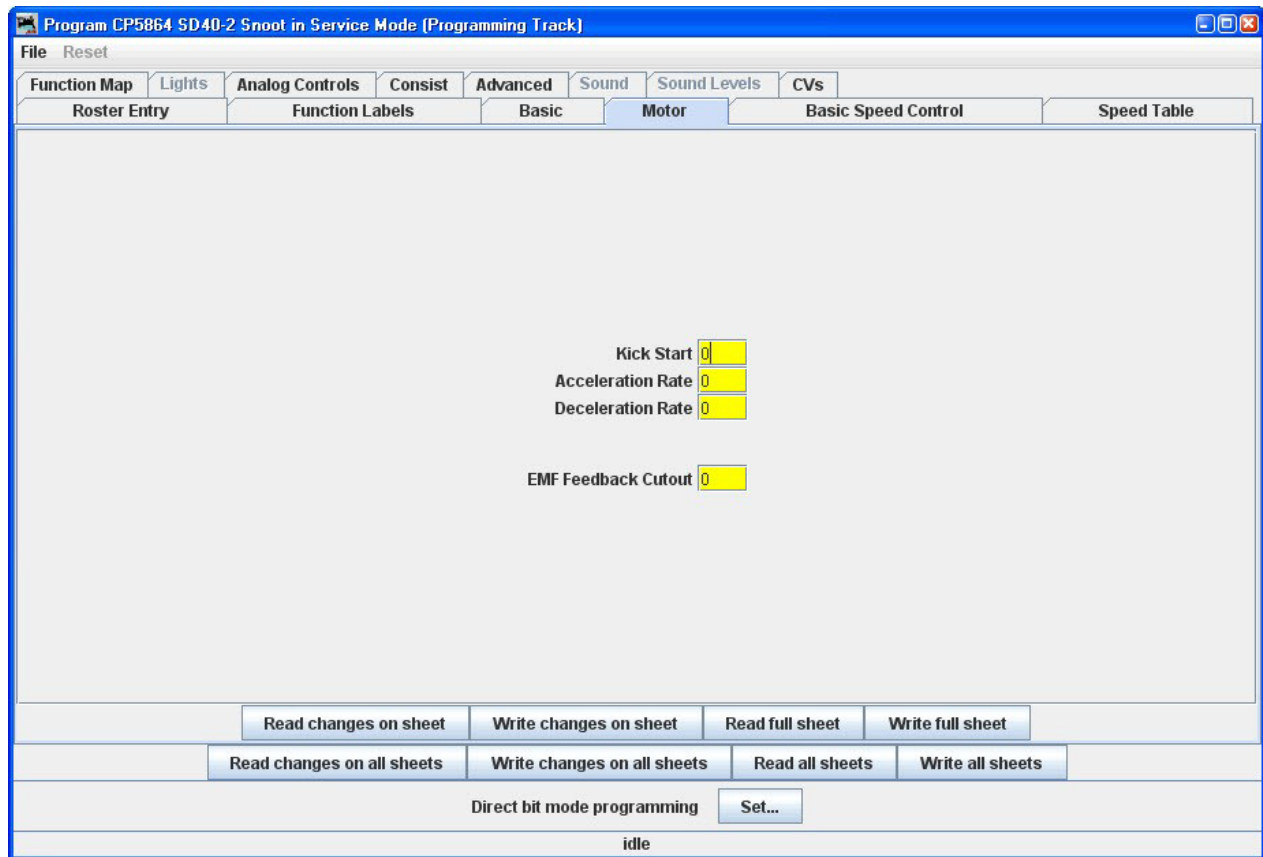 Program CP5864 SD40-2 Snoot in Service Mode (Programming Track)
File Reset
Function Map Lights Analog Controls Consist Advanced Sound Sound Levels CVs
Roster Entry Function Labels Basic Motor Basic Speed Control Speed Table
Kick Start 0
Acceleration Rate 0
Deceleration Rate 0
EMF Feedback Cutout 0
Read changes on sheet Write changes on sheet Read full sheet Write full sheet
Read changes on all sheets Write changes on all sheets Read all sheets Write all sheets
Direct bit mode programming Set...
idle